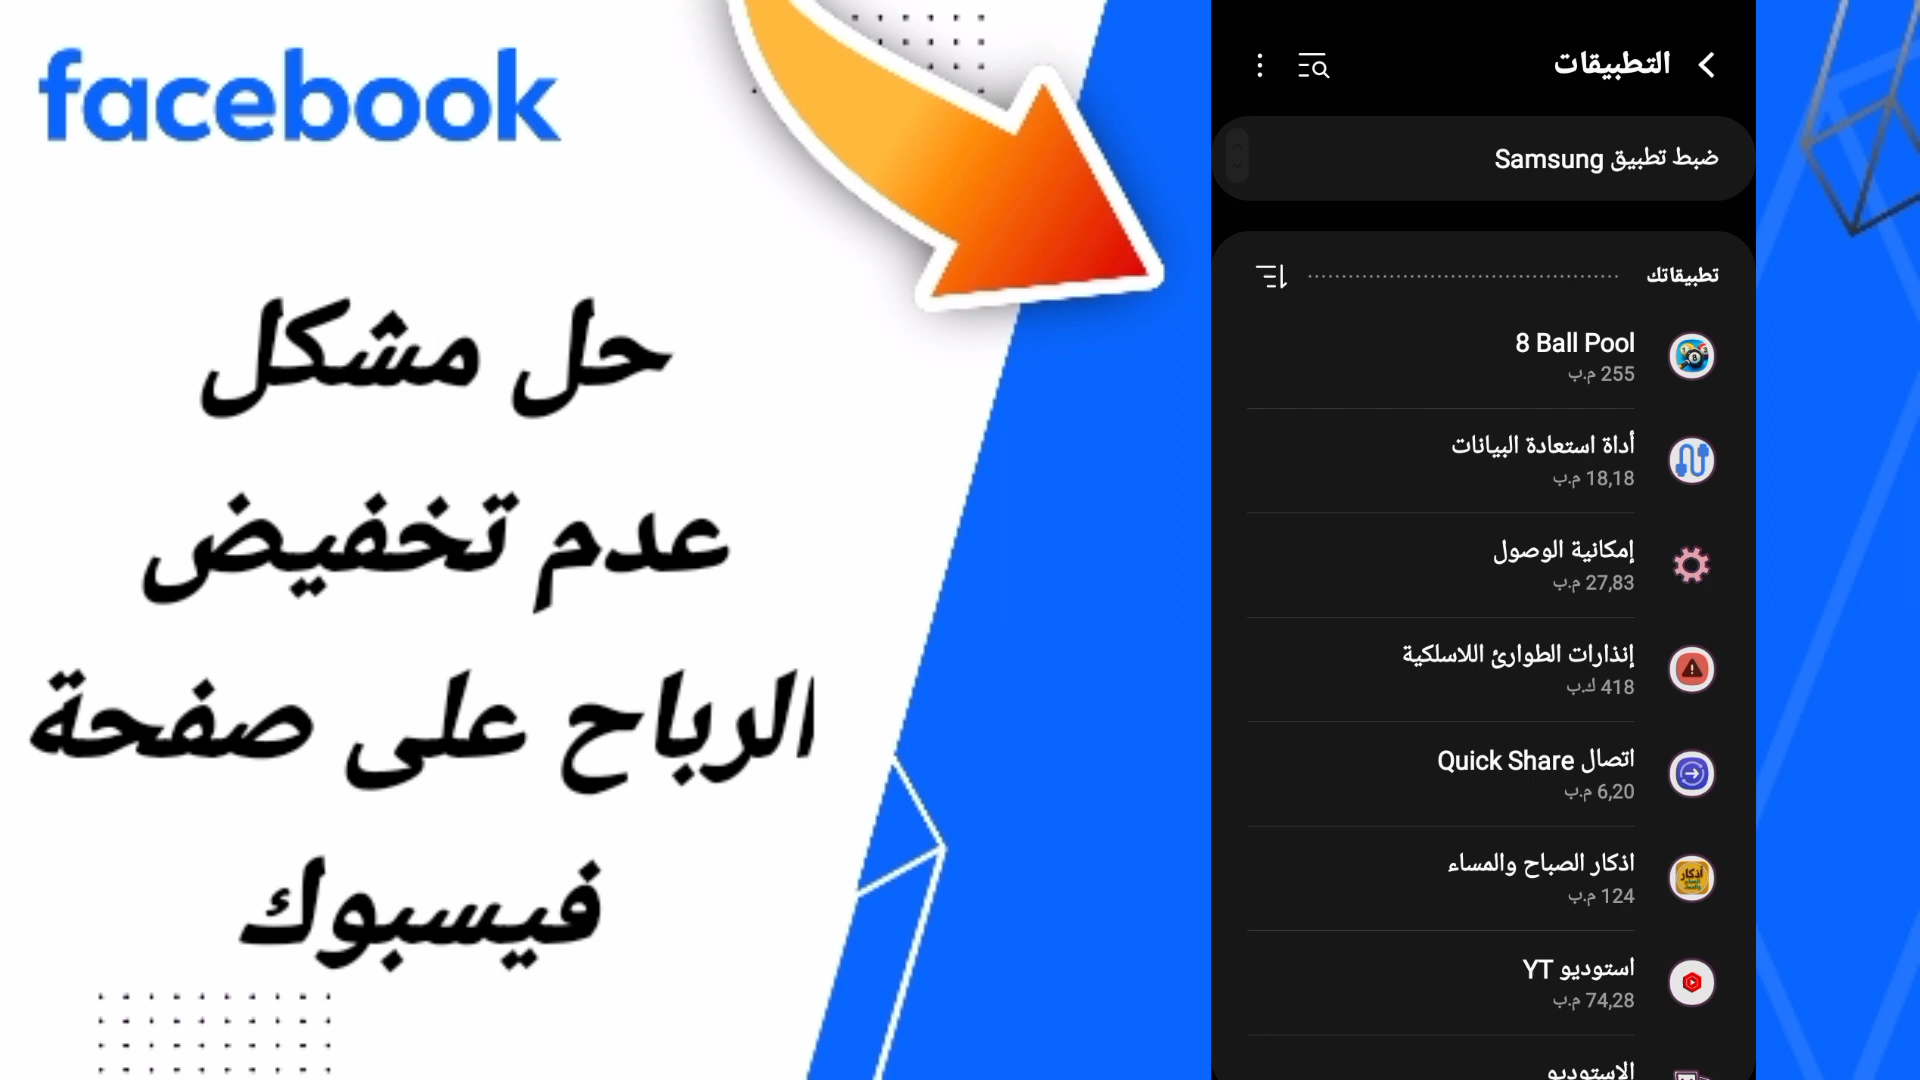 facebook
حل مشكل
عدم تخفيض
الرباح على صفحة
فيسبوك
التطبيقات
ضبط تطبيق Samsung
تطبيقاتك
8 Ball Pool
255 م.ب
أداة استعادة البيانات
18,18 م.ب
إمكانية الوصول
27,83 م.ب
إنذارات الطوارئ اللاسلكية
418 ك.ب
اتصال Quick Share
6,20 م.ب
اذكار الصباح والمساء
124 م.ب
استوديو YT
74,28 م.ب
الاستوديو